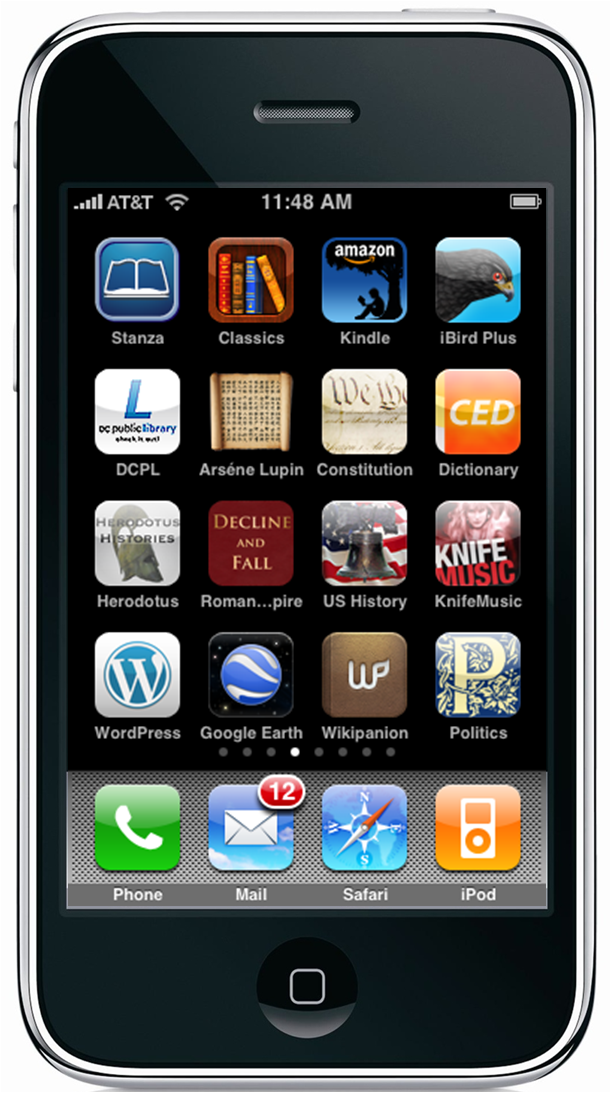 AT&T 11:48 AM
amazon
Stanza Classics Kindle iBird Plus
L
DC public library
check it out!
We the
CED
DCPL Arséne Lupin Constitution Dictionary
HERODOTUS
HISTORIES
DECLINE
AND
FALL
KNIFE
MUSIC
Herodotus Roman...pire US History KnifeMusic
W
WP
P
WordPress Google Earth Wikipanion Politics
12
N
W E
S
Phone Mail Safari iPod